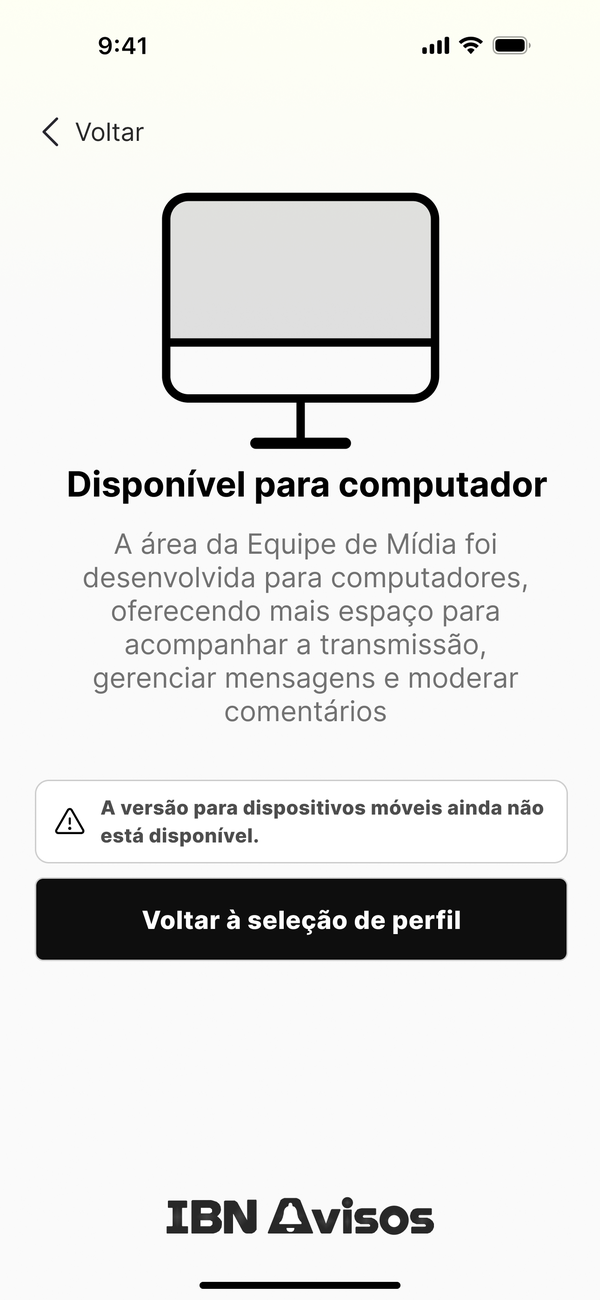 9:41
Voltar
Disponível para computador
A área da Equipe de Mídia foi
desenvolvida para computadores,
oferecendo mais espaço para
acompanhar a transmissão,
gerenciar mensagens e moderar
comentários
A versão para dispositivos móveis ainda não
está disponível.
Voltar à seleção de perfil
IBN Avisos